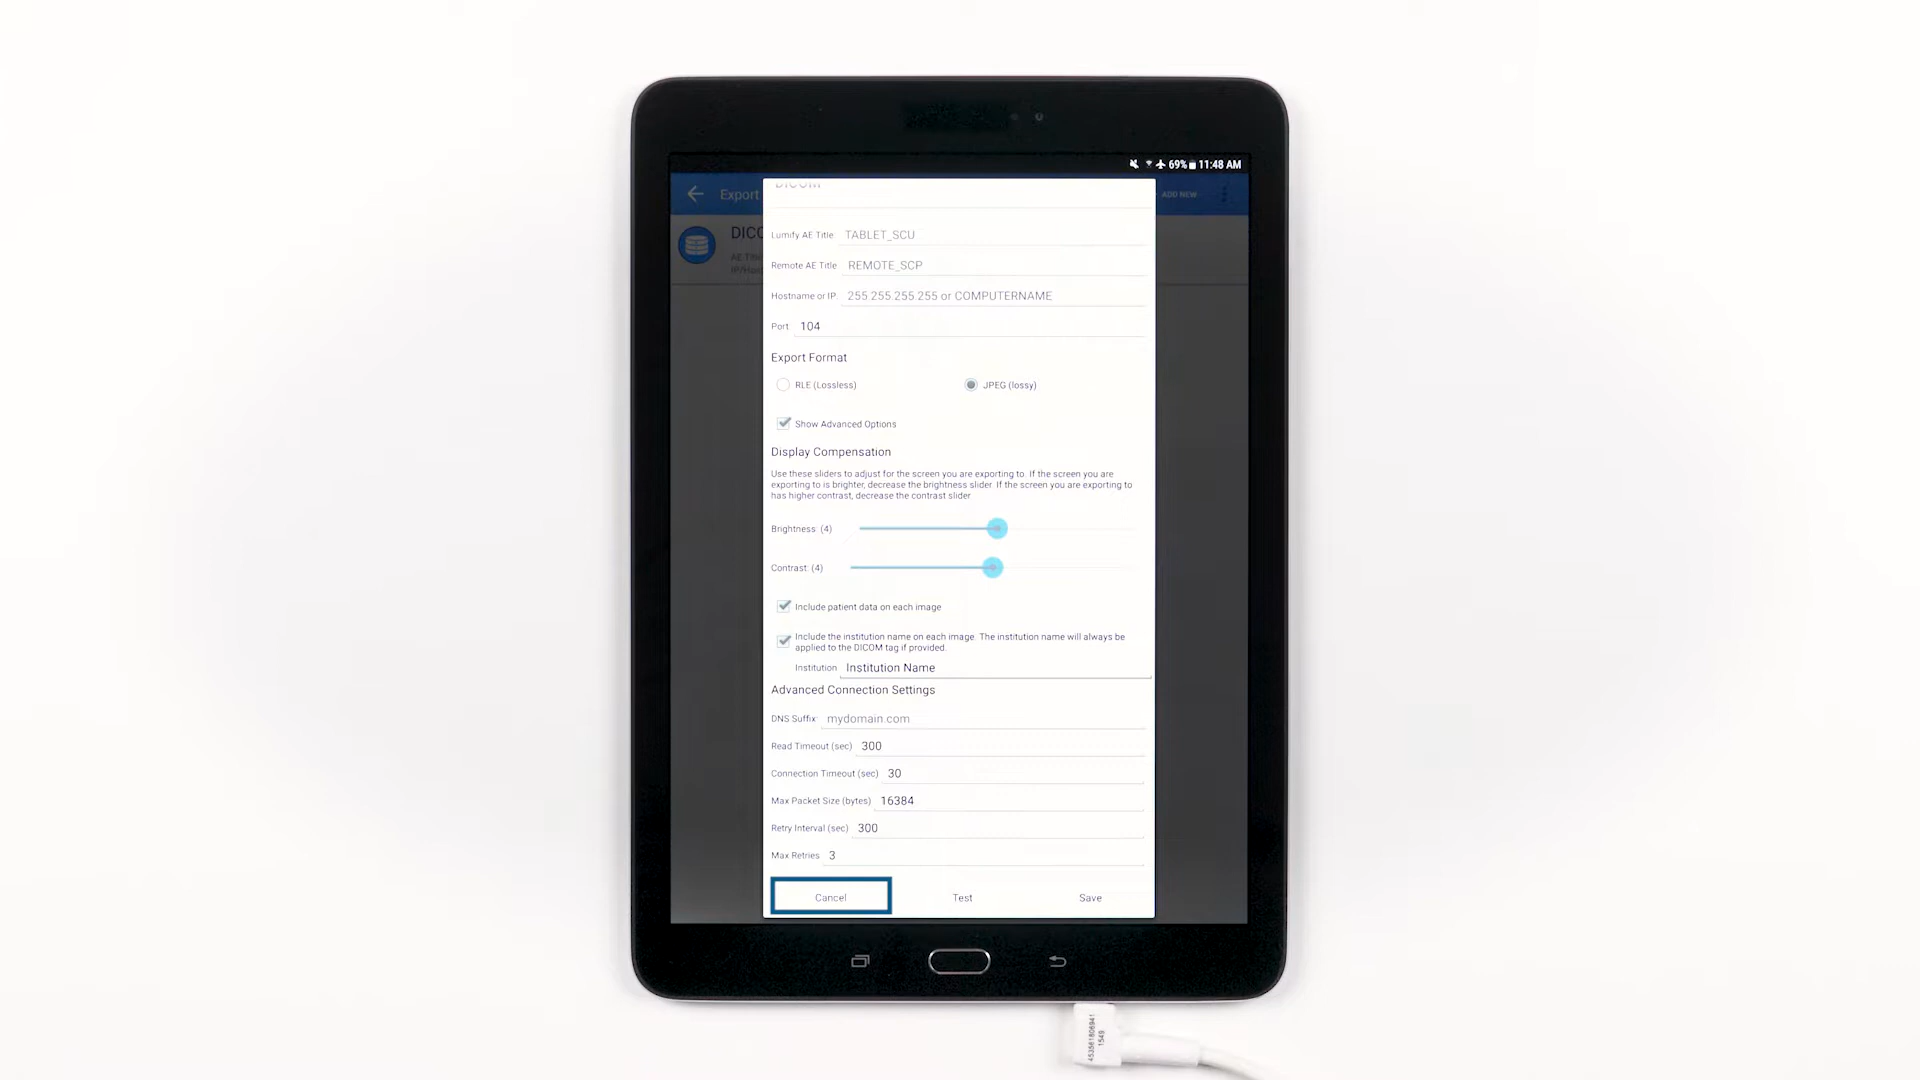 69% 11:48 AM
Export
ADD NEW
DICOM
Lumify AE Title TABLET_SCU
Remote AE Title REMOTE_SCP
Hostname or IP: 255.255.255.255 or COMPUTERNAME
Port 104
Export Format
RLE (Lossless) JPEG (lossy)
Show Advanced Options
Display Compensation
Use these sliders to adjust for the screen you are exporting to. If the screen you are
exporting to is brighter, decrease the brightness slider. If the screen you are exporting to
has higher contrast, decrease the contrast slider
Brightness: (4)
Contrast: (4)
Include patient data on each image
Include the institution name on each image. The institution name will always be
applied to the DICOM tag if provided.
Institution Institution Name
Advanced Connection Settings
DNS Suffix: mydomain.com
Read Timeout (sec) 300
Connection Timeout (sec) 30
Max Packet Size (bytes) 16384
Retry Interval (sec) 300
Max Retries 3
Cancel Test Save
453561806941
1549